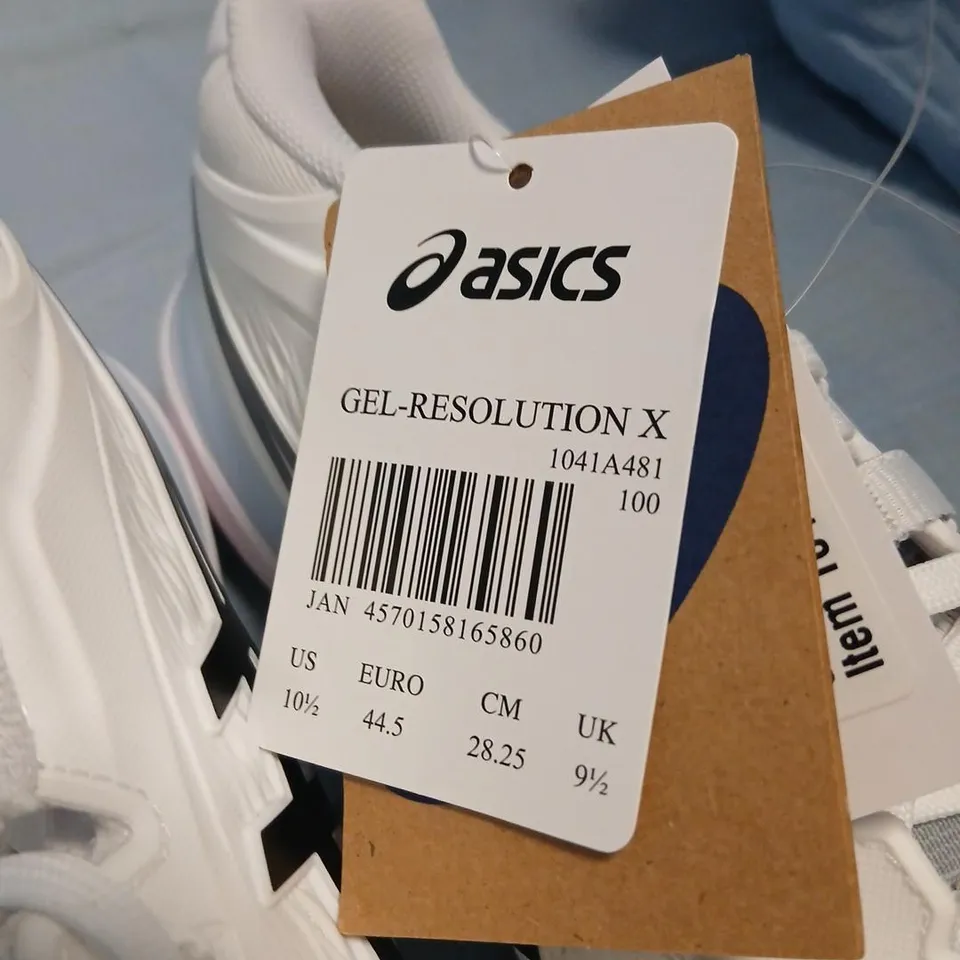 asics
GEL-RESOLUTION X
1041A481
100
JAN 4570158165860
US EURO CM UK
10½ 44.5 28.25 9½
Item